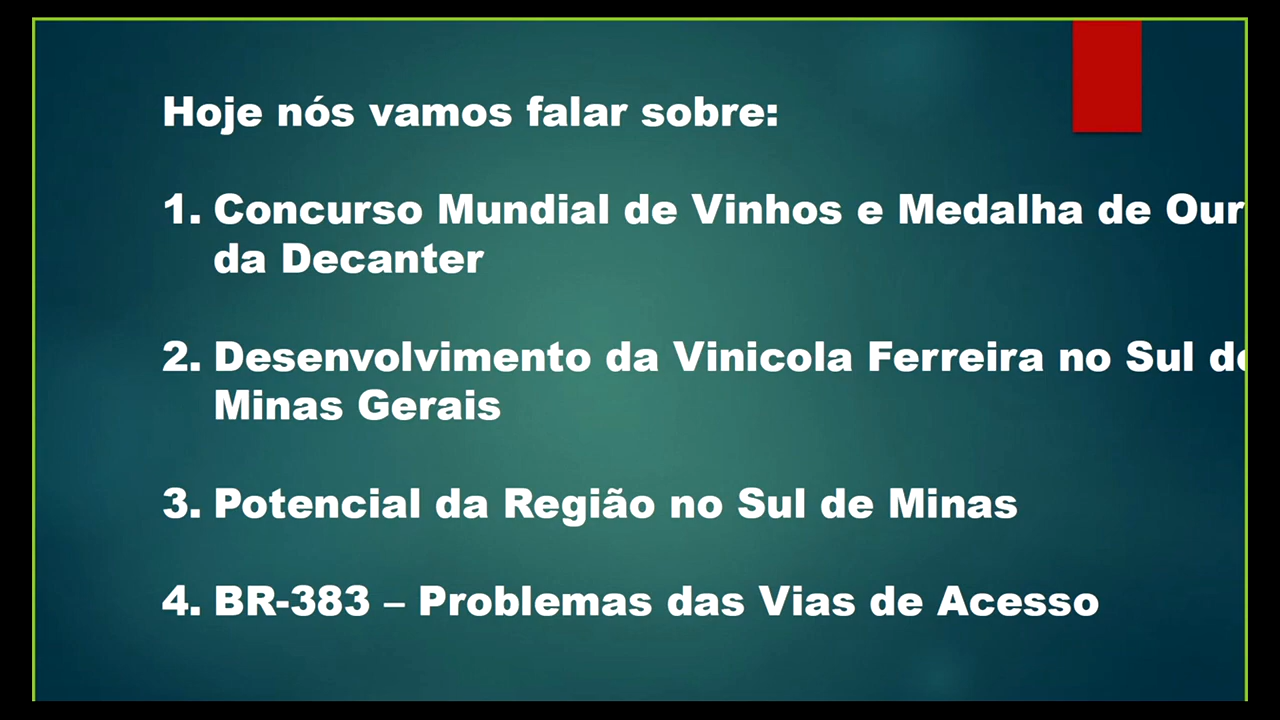 Hoje nós vamos falar sobre:
1. Concurso Mundial de Vinhos e Medalha de Our
da Decanter
2. Desenvolvimento da Vinicola Ferreira no Sul de
Minas Gerais
3. Potencial da Região no Sul de Minas
4. BR-383 – Problemas das Vias de Acesso